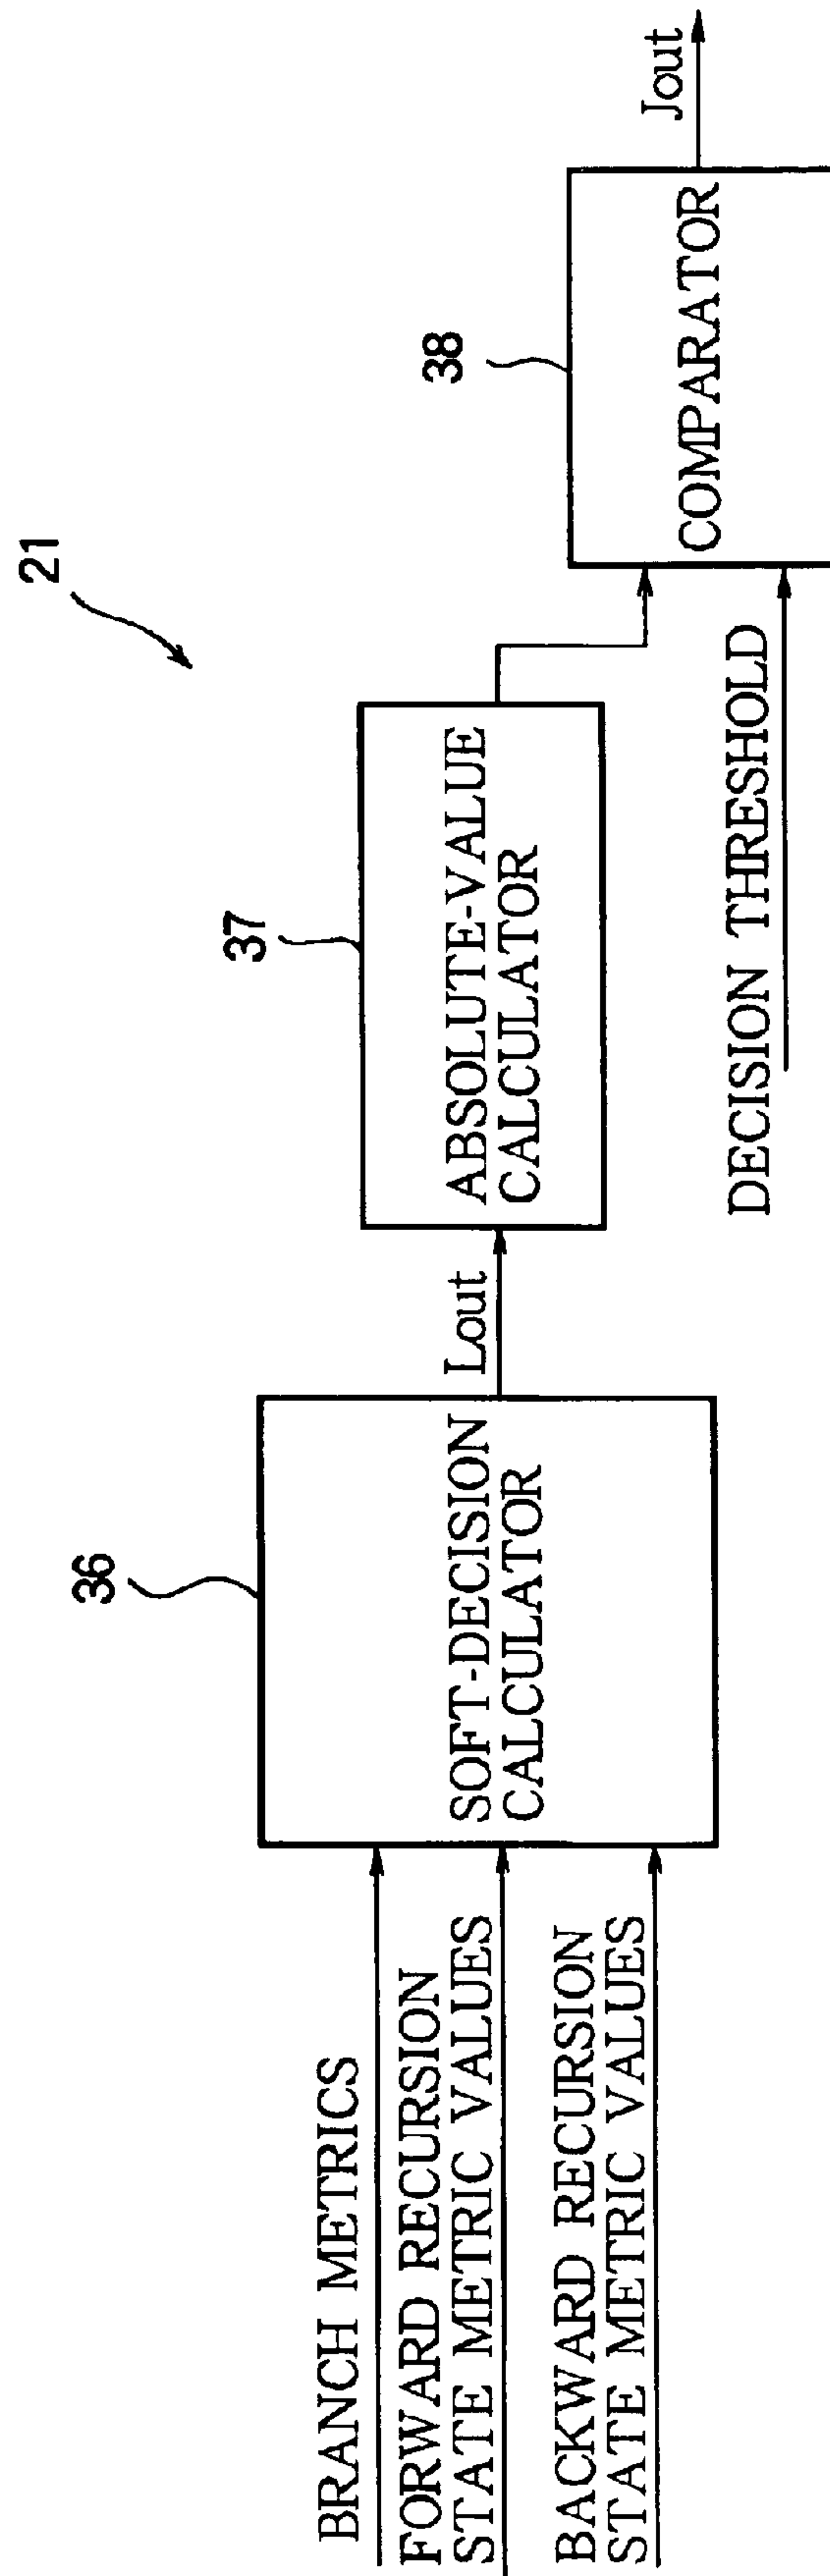 21
BRANCH METRICS
FORWARD RECURSION
STATE METRIC VALUES
BACKWARD RECURSION
STATE METRIC VALUES
36
SOFT-DECISION
CALCULATOR
Lout
37
ABSOLUTE-VALUE
CALCULATOR
DECISION THRESHOLD
38
COMPARATOR
Jout